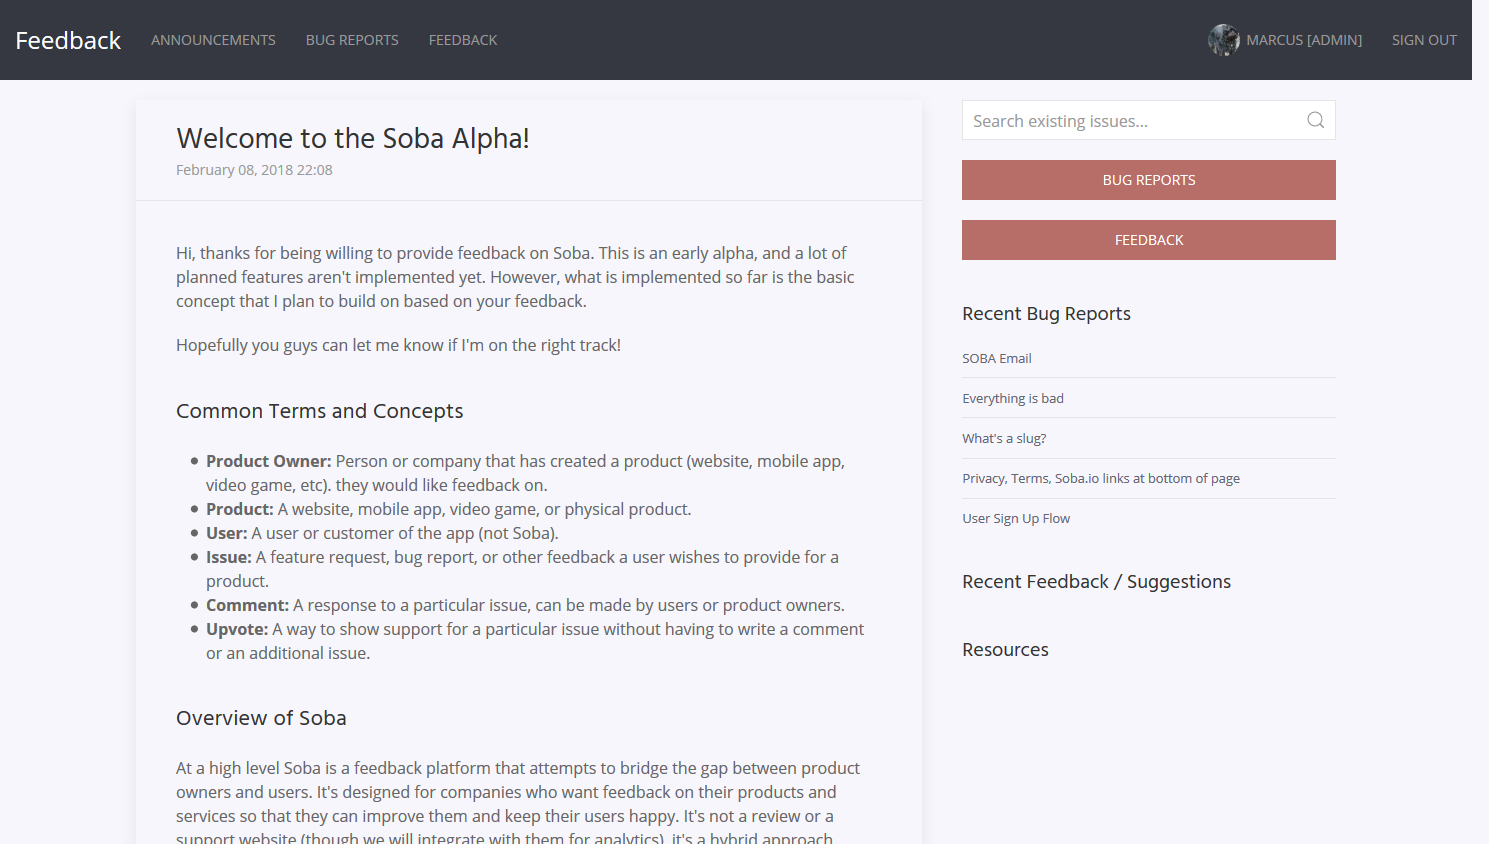 Feedback ANNOUNCEMENTS BUG REPORTS FEEDBACK MARCUS [ADMIN] SIGN OUT
Welcome to the Soba Alpha!
February 08, 2018 22:08
Hi, thanks for being willing to provide feedback on Soba. This is an early alpha, and a lot of
planned features aren't implemented yet. However, what is implemented so far is the basic
concept that I plan to build on based on your feedback.
Hopefully you guys can let me know if I'm on the right track!
Common Terms and Concepts
Product Owner: Person or company that has created a product (website, mobile app,
video game, etc). they would like feedback on.
Product: A website, mobile app, video game, or physical product.
User: A user or customer of the app (not Soba).
Issue: A feature request, bug report, or other feedback a user wishes to provide for a
product.
Comment: A response to a particular issue, can be made by users or product owners.
Upvote: A way to show support for a particular issue without having to write a comment
or an additional issue.
Overview of Soba
At a high level Soba is a feedback platform that attempts to bridge the gap between product
owners and users. It's designed for companies who want feedback on their products and
services so that they can improve them and keep their users happy. It's not a review or a
support website (though we will integrate with them for analytics), it's a hybrid approach
Search existing issues...
BUG REPORTS
FEEDBACK
Recent Bug Reports
SOBA Email
Everything is bad
What's a slug?
Privacy, Terms, Soba.io links at bottom of page
User Sign Up Flow
Recent Feedback / Suggestions
Resources